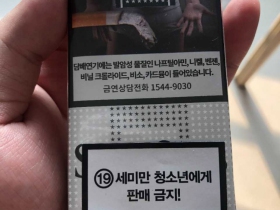 담배연기에는 발암성 물질인 나프틸아민, 니켈, 벤젠,
비닐 크롤라이드, 비소, 카드뮴이 들어있습니다.
금연상담전화 1544-9030
19 세미만 청소년에게
판매 금지!